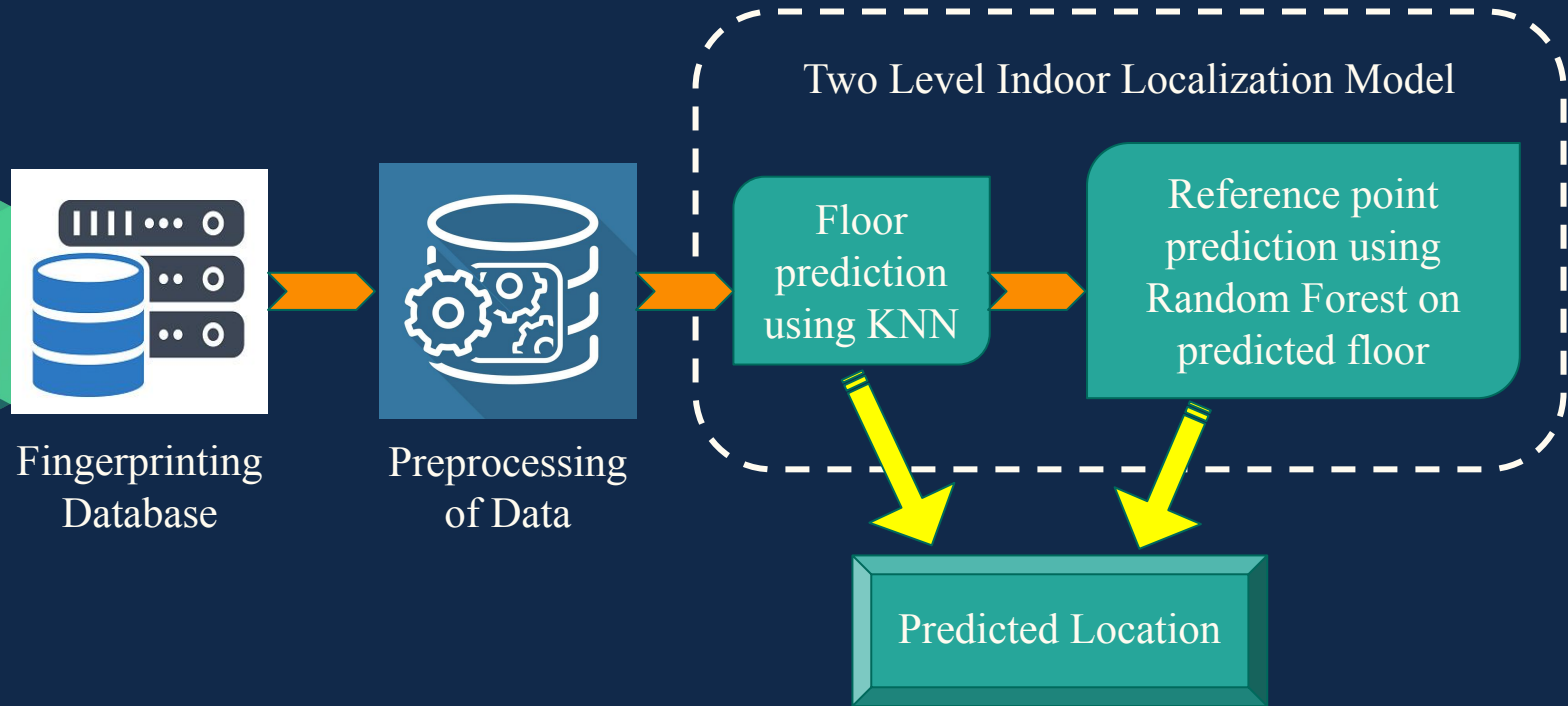 Two Level Indoor Localization Model
Fingerprinting
Database
Preprocessing
of Data
Floor
prediction
using KNN
Reference point
prediction using
Random Forest on
predicted floor
Predicted Location